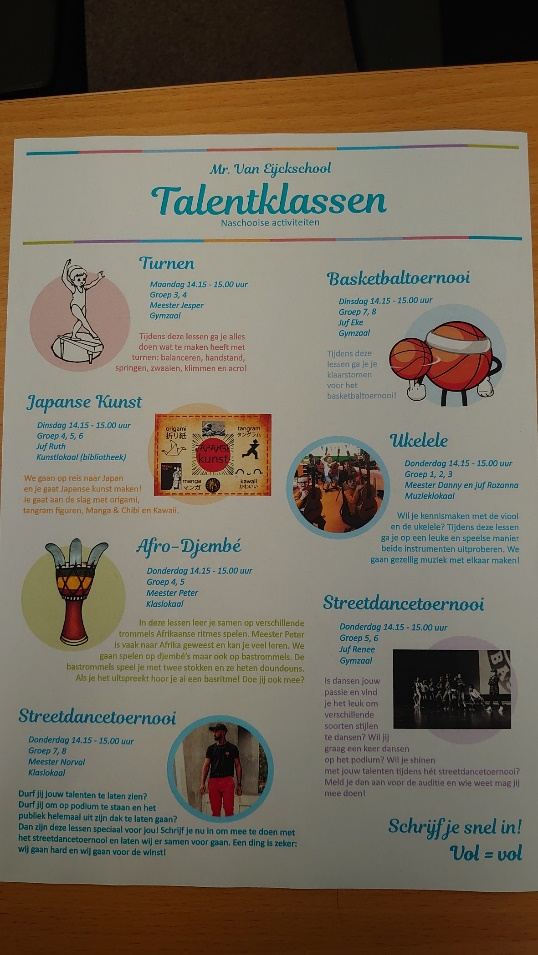 Mr. Van Eijckschool
Talentklassen
Naschoolse activiteiten
Turnen
Maandag 14.15 - 15.00 uur
Groep 3, 4
Meester Jesper
Gymzaal
Tijdens deze lessen ga je alles
doen wat te maken heeft met
turnen: balanceren, handstand,
springen, zwaaien, klimmen en acro!
Basketbaltoernooi
Dinsdag 14.15 - 15.00 uur
Groep 7, 8
Juf Eke
Gymzaal
Tijdens deze
lessen ga je je
klaarstomen
voor het
basketbaltoernooi!
Japanse Kunst
Dinsdag 14.15 - 15.00 uur
Groep 4, 5, 6
Juf Ruth
Kunstlokaal (bibliotheek)
We gaan op reis naar Japan
en je gaat Japanse kunst maken!
Je gaat aan de slag met origami,
tangram figuren, Manga & Chibi en Kawaii.
origami
折り紙
tangram
タングラム
JAPANSE
kunst
manga
マンガ
kawaii
かわいい
Ukelele
Donderdag 14.15 - 15.00 uur
Groep 1, 2, 3
Meester Danny en juf Rozanna
Muzieklokaal
Wil je kennismaken met de viool
en de ukelele? Tijdens deze lessen
ga je op een leuke en speelse manier
beide instrumenten uitproberen. We
gaan gezellig muziek met elkaar maken!
Afro-Djembé
Donderdag 14.15 - 15.00 uur
Groep 4, 5
Meester Peter
Klaslokaal
In deze lessen leer je samen op verschillende
trommels Afrikaanse ritmes spelen. Meester Peter
is vaak naar Afrika geweest en kan je veel leren. We
gaan spelen op djembé's maar ook op bastrommels. De
bastrommels speel je met twee stokken en ze heten doundouns.
Als je het uitspreekt hoor je al een basritme! Doe jij ook mee?
Streetdancetoernooi
Donderdag 14.15 - 15.00 uur
Groep 5, 6
Juf Renee
Gymzaal
Is dansen jouw
passie en vind
je het leuk om
verschillende
soorten stijlen
te dansen? Wil jij
graag een keer dansen
op het podium? Wil je shinen
met jouw talenten tijdens hét streetdancetoernooi?
Meld je dan aan voor de auditie en wie weet mag jij
mee doen!
Streetdancetoernooi
Donderdag 14.15 - 15.00 uur
Groep 7, 8
Meester Norval
Klaslokaal
Durf jij jouw talenten te laten zien?
Durf jij om op podium te staan en het
publiek helemaal uit zijn dak te laten gaan?
Dan zijn deze lessen speciaal voor jou! Schrijf je nu in om mee te doen met
het streetdancetoernooi en laten wij er samen voor gaan. Een ding is zeker:
wij gaan hard en wij gaan voor de winst!
Schrijf je snel in!
Vol = vol